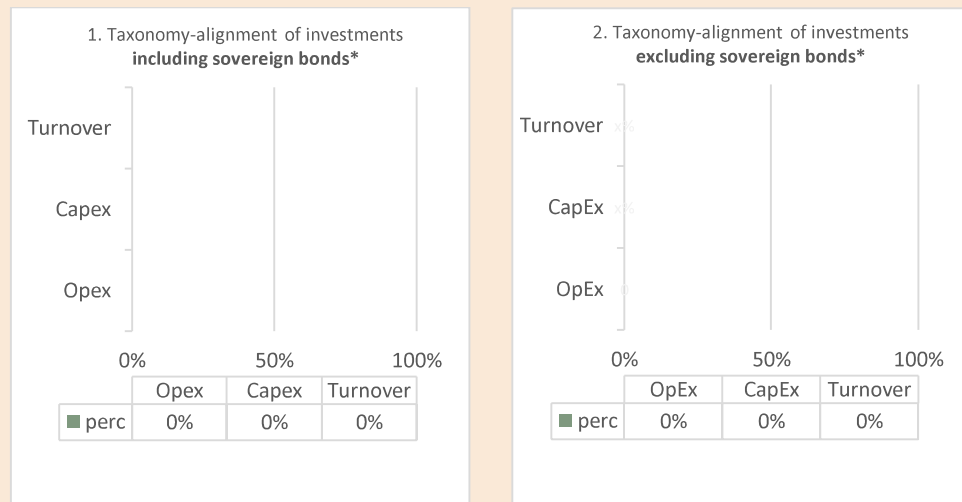 1. Taxonomy-alignment of investments
including sovereign bonds*
Turnover
Capex
Opex
0% 50% 100%
Opex Capex Turnover
perc 0% 0% 0%
2. Taxonomy-alignment of investments
excluding sovereign bonds*
Turnover x%
CapEx x%
OpEx
0% 50% 100%
OpEx CapEx Turnover
perc 0% 0% 0%